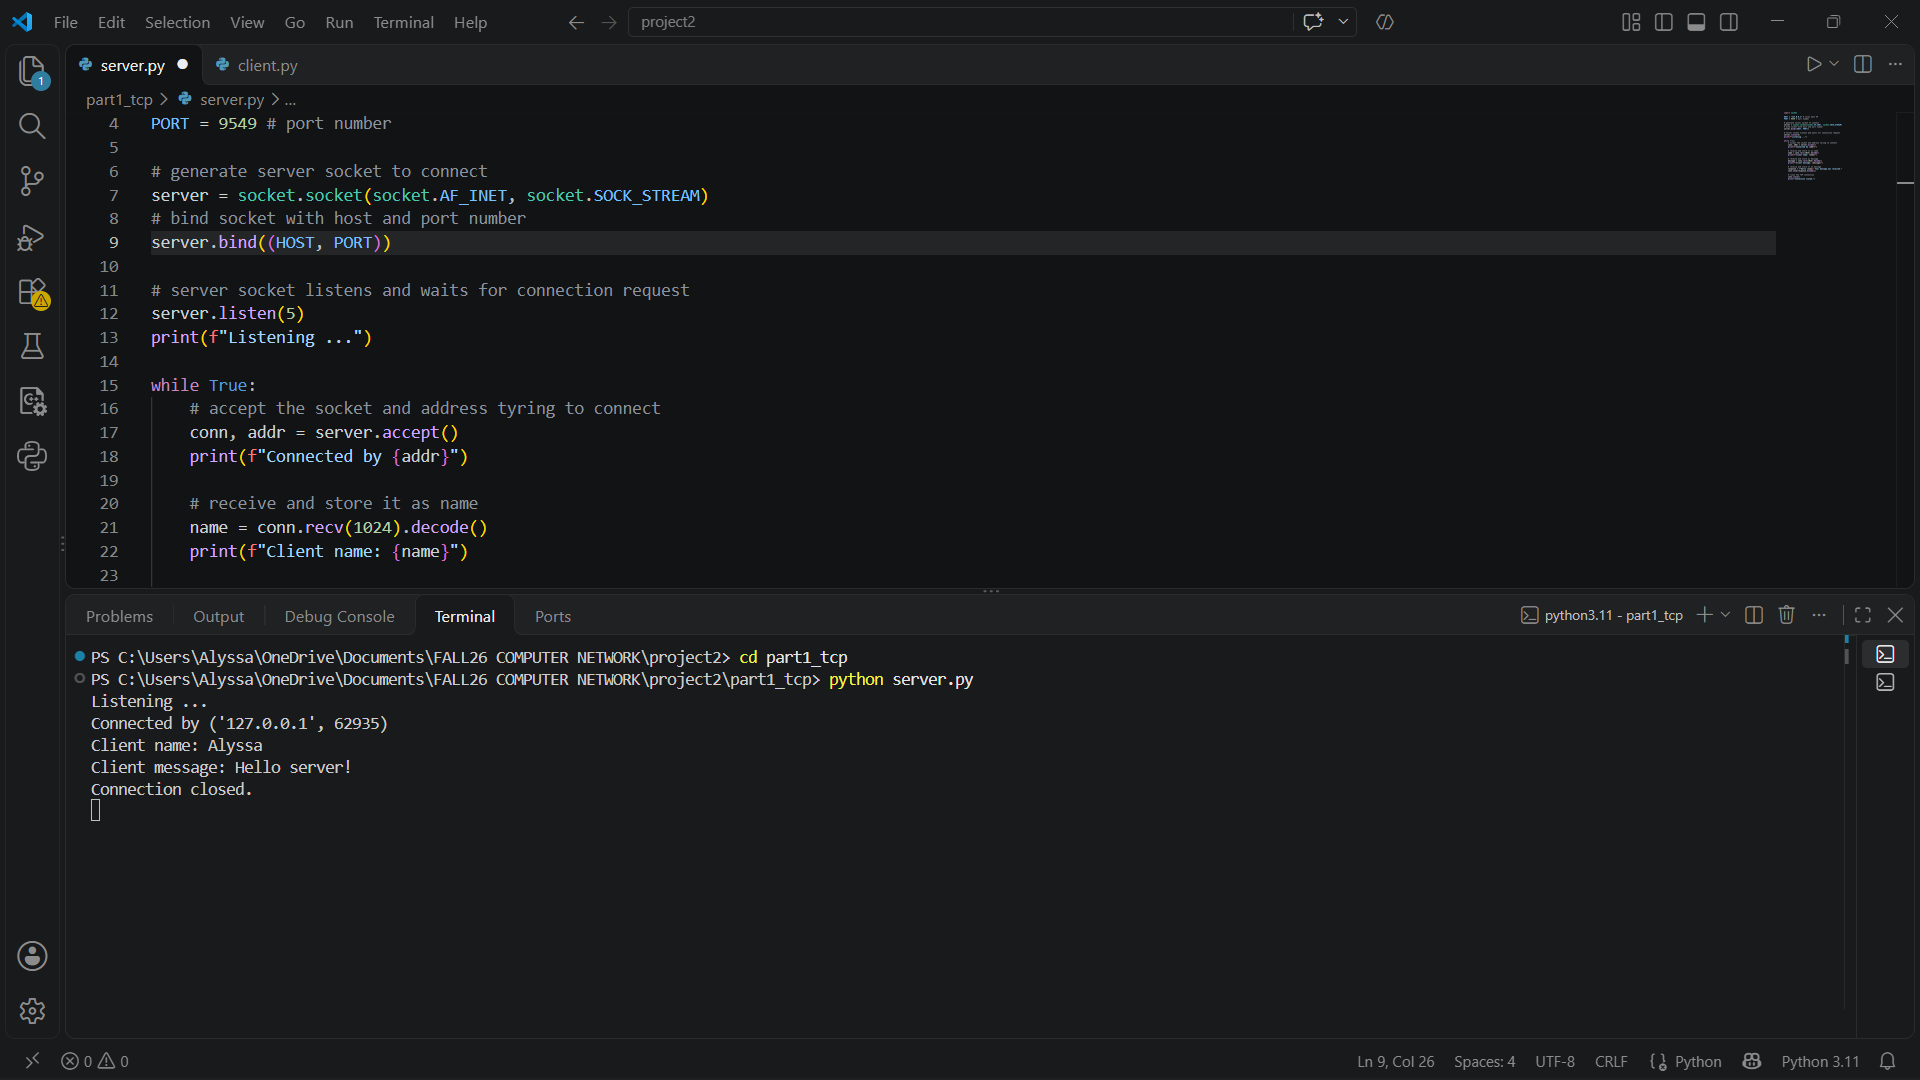 File Edit Selection View Go Run Terminal Help
project2
server.py
client.py
part1_tcp > server.py > ...
1
4 PORT = 9549 # port number
5
6 # generate server socket to connect
7 server = socket.socket(socket.AF_INET, socket.SOCK_STREAM)
8 # bind socket with host and port number
9 server.bind((HOST, PORT))
10
11 # server socket listens and waits for connection request
12 server.listen(5)
13 print(f"Listening ...")
14
15 while True:
16 # accept the socket and address tyring to connect
17 conn, addr = server.accept()
18 print(f"Connected by {addr}")
19
20 # receive and store it as name
21 name = conn.recv(1024).decode()
22 print(f"Client name: {name}")
23
Problems Output Debug Console Terminal Ports
python3.11 - part1_tcp
PS C:\Users\Alyssa\OneDrive\Documents\FALL26 COMPUTER NETWORK\project2> cd part1_tcp
PS C:\Users\Alyssa\OneDrive\Documents\FALL26 COMPUTER NETWORK\project2\part1_tcp> python server.py
Listening ...
Connected by ('127.0.0.1', 62935)
Client name: Alyssa
Client message: Hello server!
Connection closed.
0 0
Ln 9, Col 26 Spaces: 4 UTF-8 CRLF Python Python 3.11